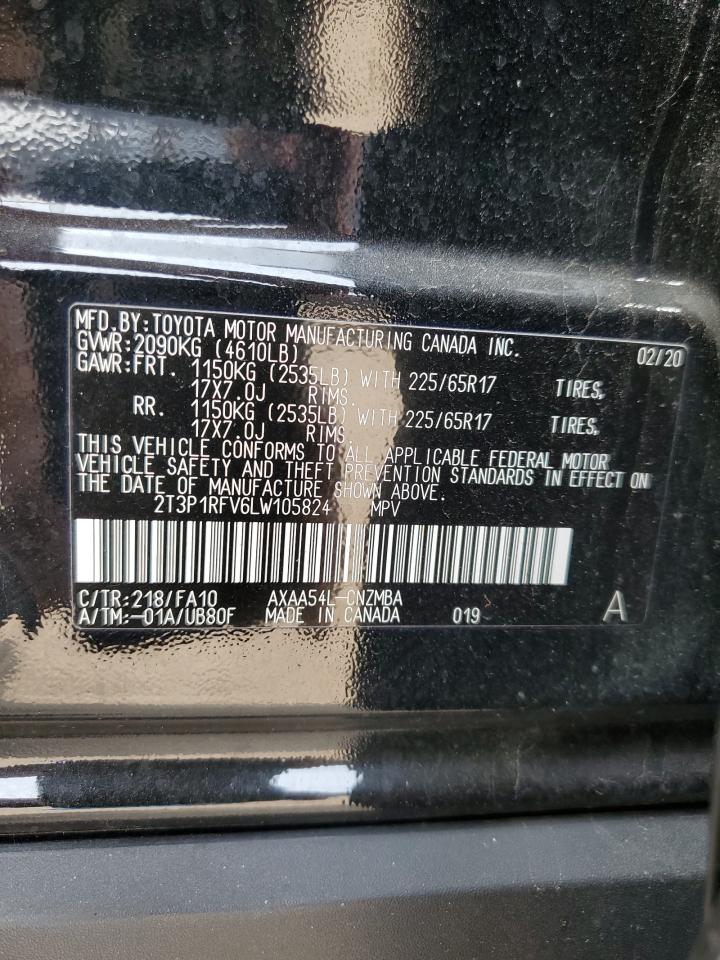 MFD.BY:TOYOTA MOTOR MANUFACTURING CANADA INC. 02/20
GVWR:2090KG (4610LB)
GAWR:FRT. 1150KG (2535LB) WITH 225/65R17 TIRES,
17X7.0J RIMS.
RR. 1150KG (2535LB) WITH 225/65R17 TIRES,
17X7.0J RIMS.
THIS VEHICLE CONFORMS TO ALL APPLICABLE FEDERAL MOTOR
VEHICLE SAFETY AND THEFT PREVENTION STANDARDS IN EFFECT ON
THE DATE OF MANUFACTURE SHOWN ABOVE.
2T3P1RFV6LW105824 MPV
C/TR:218/FA10 AXAA54L-CNZMBA
A/TM:-01A/UB80F MADE IN CANADA 019 A